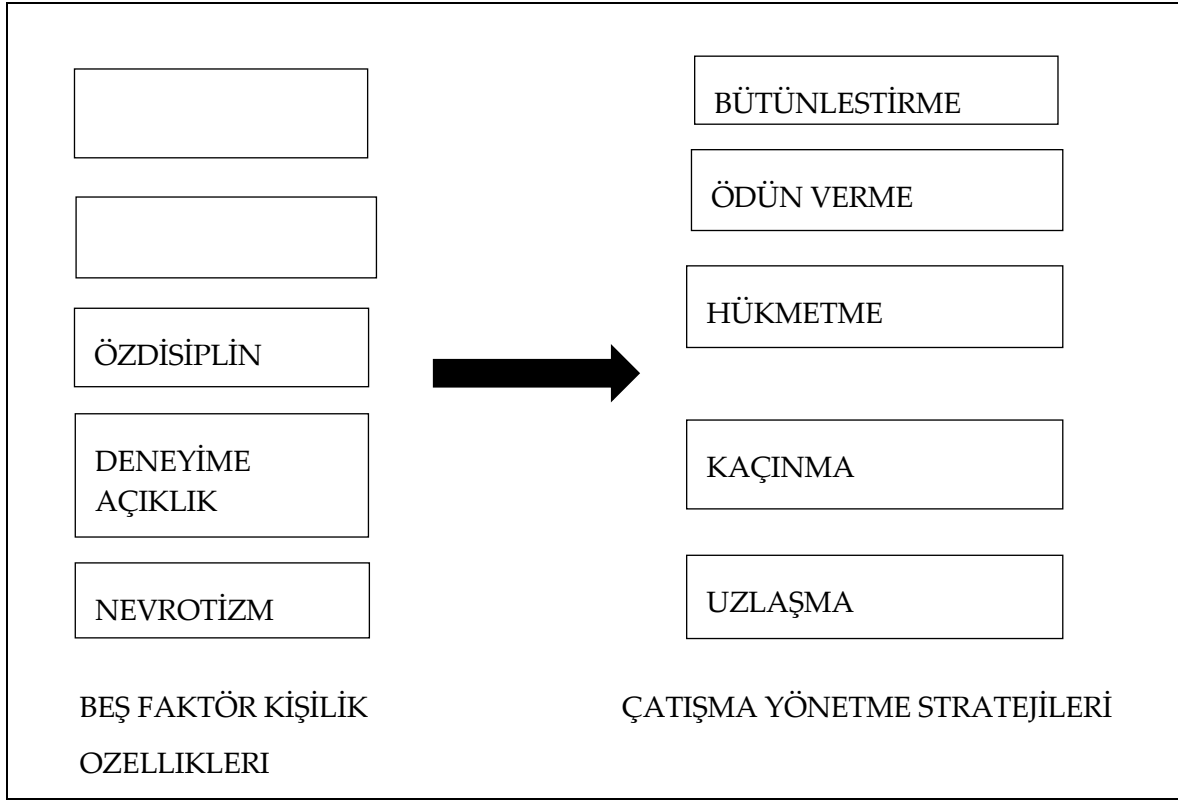 BÜTÜNLESTİRME
ÖDÜN VERME
HÜKMETME
KAÇINMA
UZLAŞMA
ÖZDİSİPLİN
DENEYİME
AÇIKLIK
NEVROTİZM
BEŞ FAKTÖR KİŞİLİK
OZELLIKLERI
ÇATIŞMA YÖNETME STRATEJİLERİ